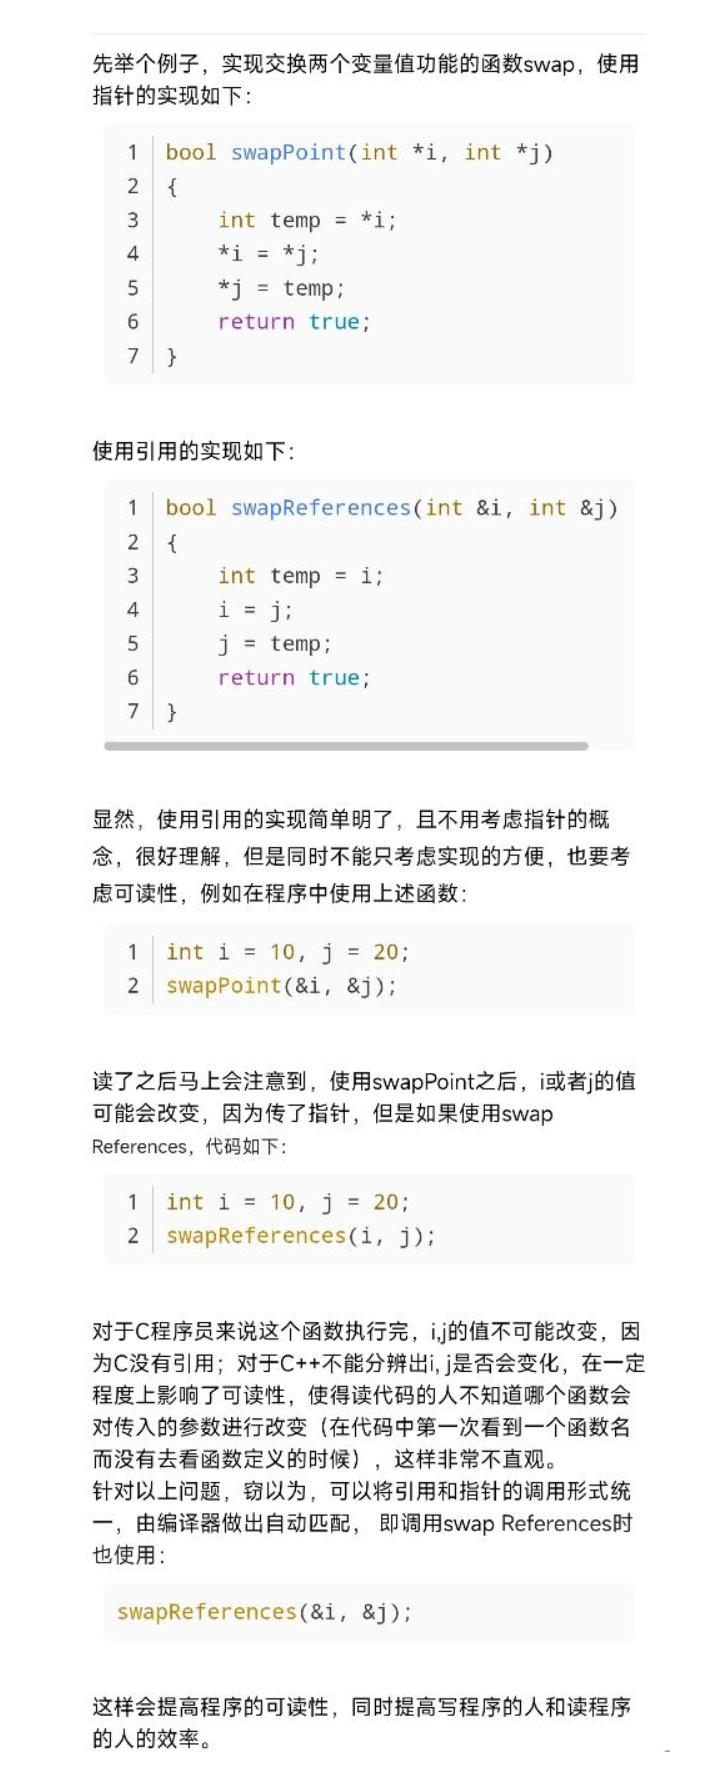 先举个例子，实现交换两个变量值功能的函数swap，使用
指针的实现如下：
1 bool swapPoint(int *i, int *j)
2 {
3     int temp = *i;
4     *i = *j;
5     *j = temp;
6     return true;
7 }
使用引用的实现如下：
1 bool swapReferences(int &i, int &j)
2 {
3     int temp = i;
4     i = j;
5     j = temp;
6     return true;
7 }
显然，使用引用的实现简单明了，且不用考虑指针的概
念，很好理解，但是同时不能只考虑实现的方便，也要考
虑可读性，例如在程序中使用上述函数：
1 int i = 10, j = 20;
2 swapPoint(&i, &j);
读了之后马上会注意到，使用swapPoint之后，i或者j的值
可能会改变，因为传了指针，但是如果使用swap
References，代码如下：
1 int i = 10, j = 20;
2 swapReferences(i, j);
对于C程序员来说这个函数执行完，i,j的值不可能改变，因
为C没有引用；对于C++不能分辨出i, j是否会变化，在一定
程度上影响了可读性，使得读代码的人不知道哪个函数会
对传入的参数进行改变（在代码中第一次看到一个函数名
而没有去看函数定义的时候），这样非常不直观。
针对以上问题，窃以为，可以将引用和指针的调用形式统
一，由编译器做出自动匹配， 即调用swap References时
也使用：
swapReferences(&i, &j);
这样会提高程序的可读性，同时提高写程序的人和读程序
的人的效率。